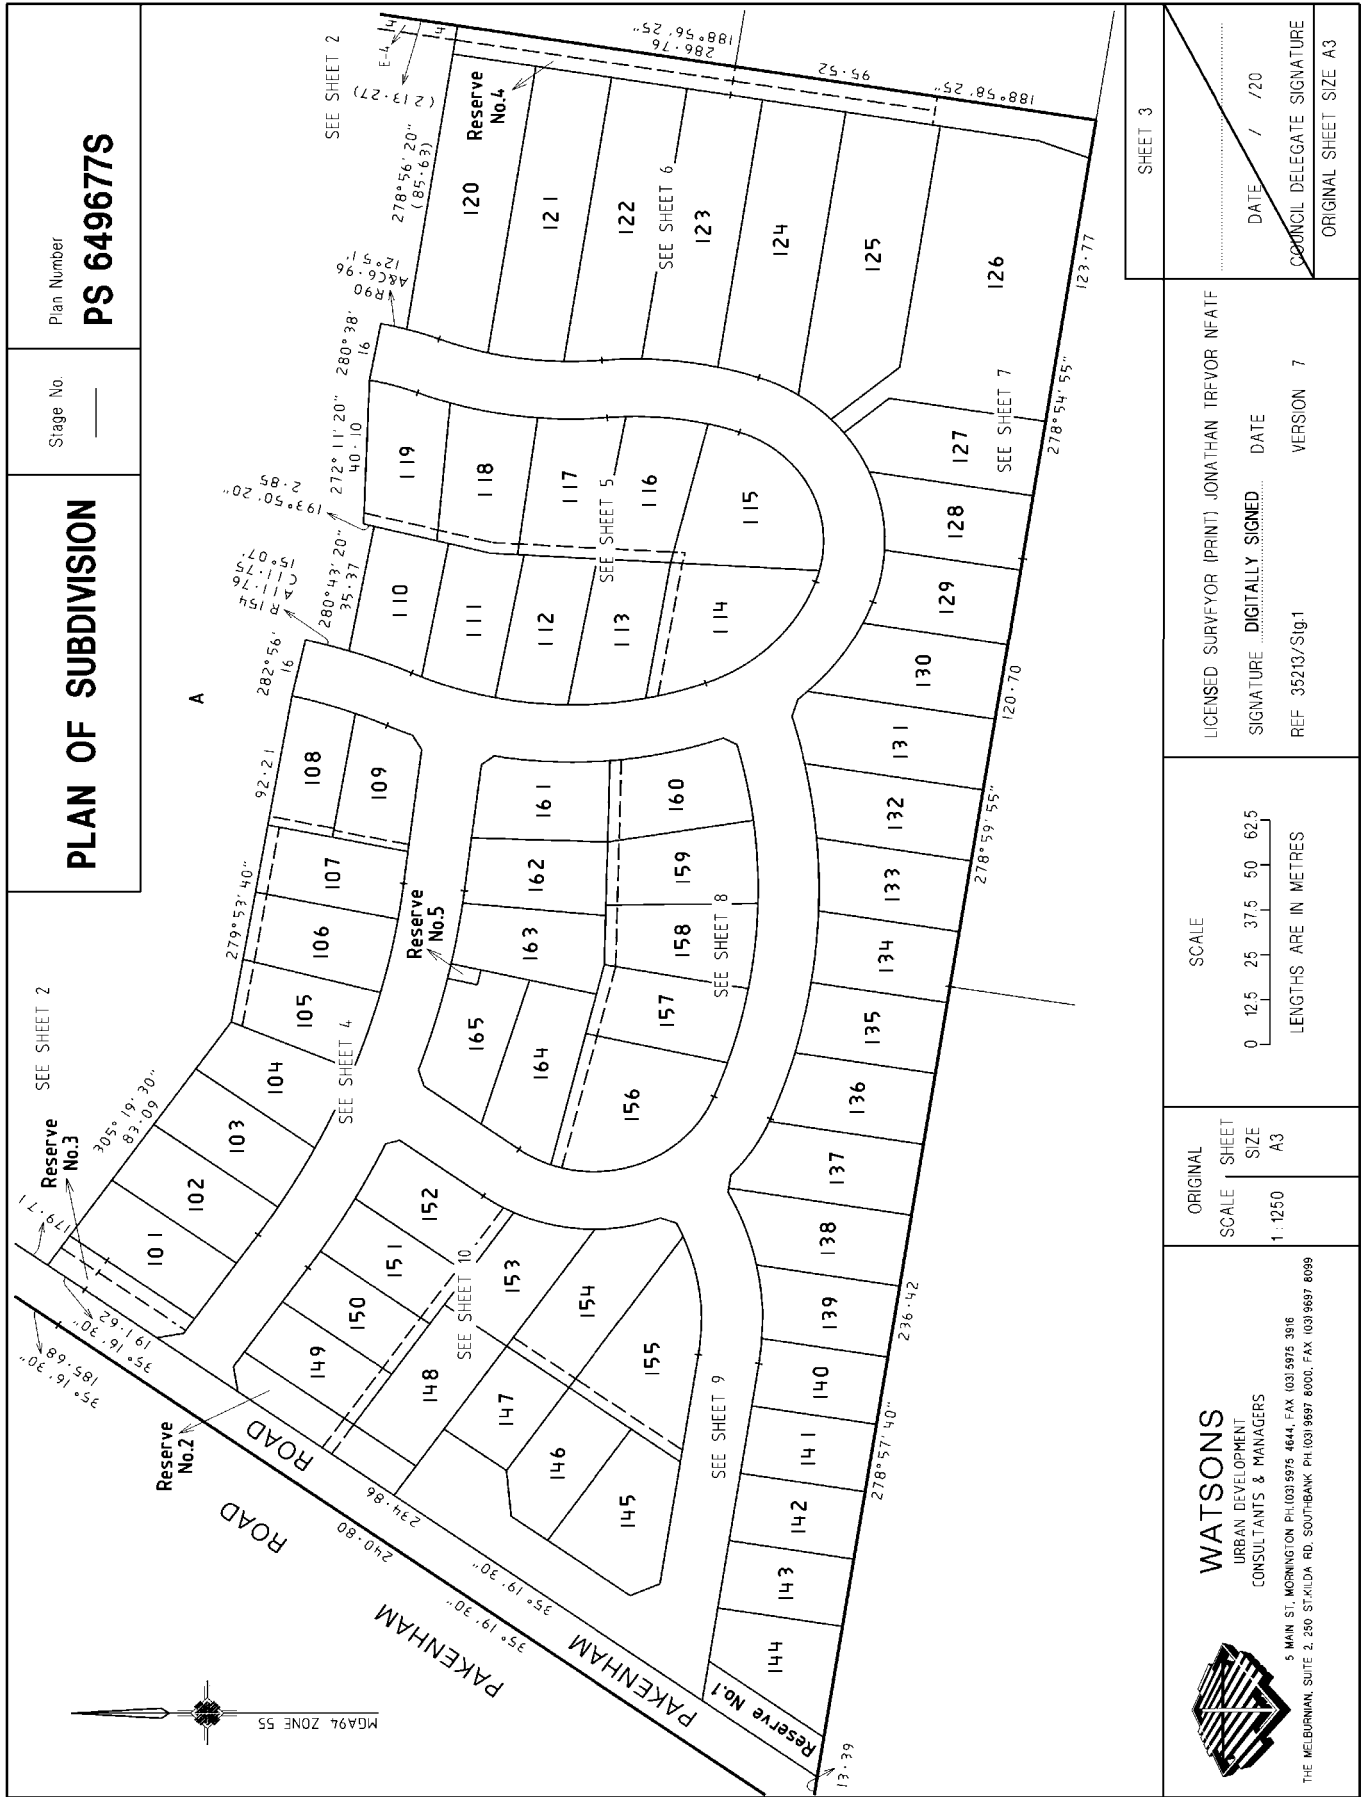 PLAN OF SUBDIVISION
Stage No.
Plan Number
PS 649677S
SEE SHEET 2
SEE SHEET 2
E-4
(213·27)
Reserve
No.4
278°56'20"
(85·63)
R90
A&C6·96
12°51'
280°38'
16
272°11'20"
40·10
193°50'20"
2·85
280°43'20"
35·37
R154
A11·76
C11·75
15°07'
282°56'
16
A
92·21
279°53'40"
305°19'30"
83·09
Reserve
No.3
179·71
35°16'30"
191·62
35°16'30"
185·68
Reserve
No.2
Reserve
No.5
286·76
188°56'25"
95·52
188°58'25"
101
102
103
104
105
106
107
108
109
110
111
112
113
114
115
116
117
118
119
120
121
122
123
124
125
126
127
128
129
130
131
132
133
134
135
136
137
138
139
140
141
142
143
144
145
146
147
148
149
150
151
152
153
154
155
156
157
158
159
160
161
162
163
164
165
SEE SHEET 4
SEE SHEET 5
SEE SHEET 6
SEE SHEET 7
SEE SHEET 8
SEE SHEET 9
SEE SHEET 10
ROAD
ROAD
PAKENHAM
PAKENHAM
234·86
240·80
35°19'30"
35°19'30"
Reserve No.1
13·39
278°57'40"
236·42
278°59'55"
120·70
278°54'55"
123·77
MGA94 ZONE 55
WATSONS
URBAN DEVELOPMENT
CONSULTANTS & MANAGERS
5 MAIN ST, MORNINGTON PH.(03) 5975 4644, FAX (03) 5975 3916
THE MELBURNIAN, SUITE 2, 250 ST.KILDA RD, SOUTHBANK PH.(03) 9697 8000, FAX (03) 9697 8099
ORIGINAL
SCALE
SHEET
SIZE
1:1250
A3
SCALE
0 12.5 25 37.5 50 62.5
LENGTHS ARE IN METRES
LICENSED SURVEYOR (PRINT) JONATHAN TREVOR NEATE
SIGNATURE DIGITALLY SIGNED DATE
REF 35213/Stg.1 VERSION 7
SHEET 3
DATE / /20
COUNCIL DELEGATE SIGNATURE
ORIGINAL SHEET SIZE A3